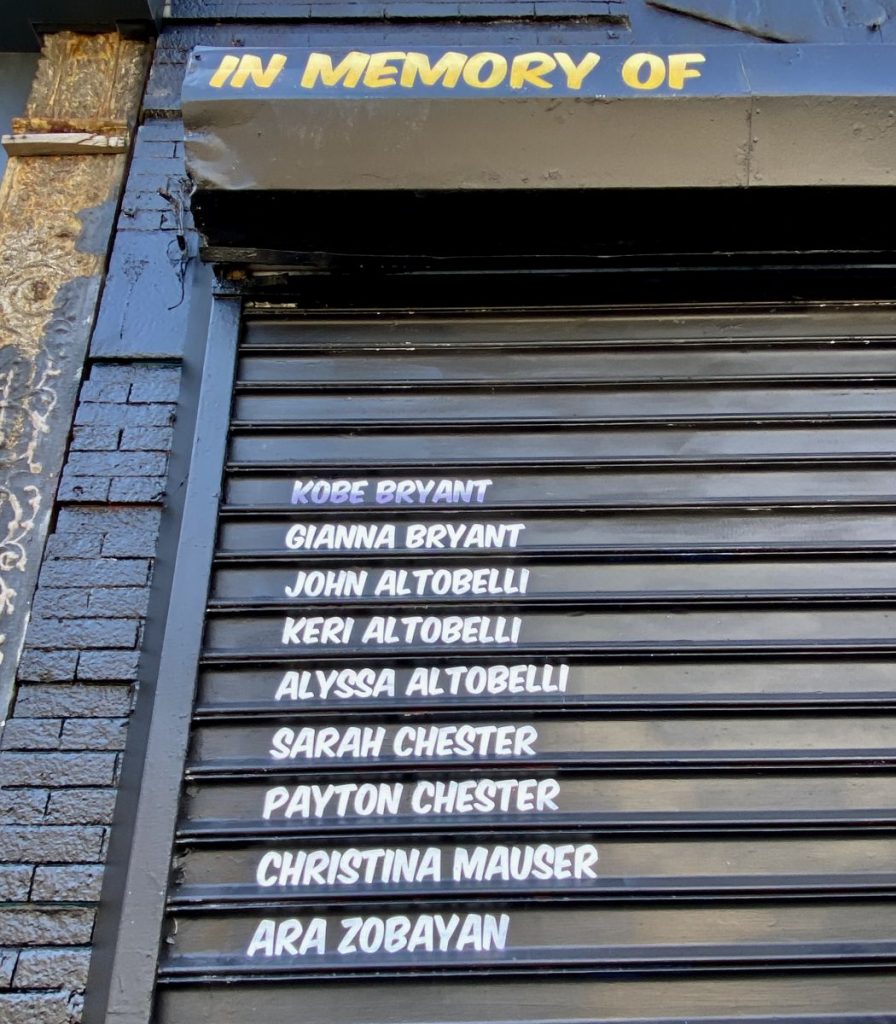 IN MEMORY OF
KOBE BRYANT
GIANNA BRYANT
JOHN ALTOBELLI
KERI ALTOBELLI
ALYSSA ALTOBELLI
SARAH CHESTER
PAYTON CHESTER
CHRISTINA MAUSER
ARA ZOBAYAN